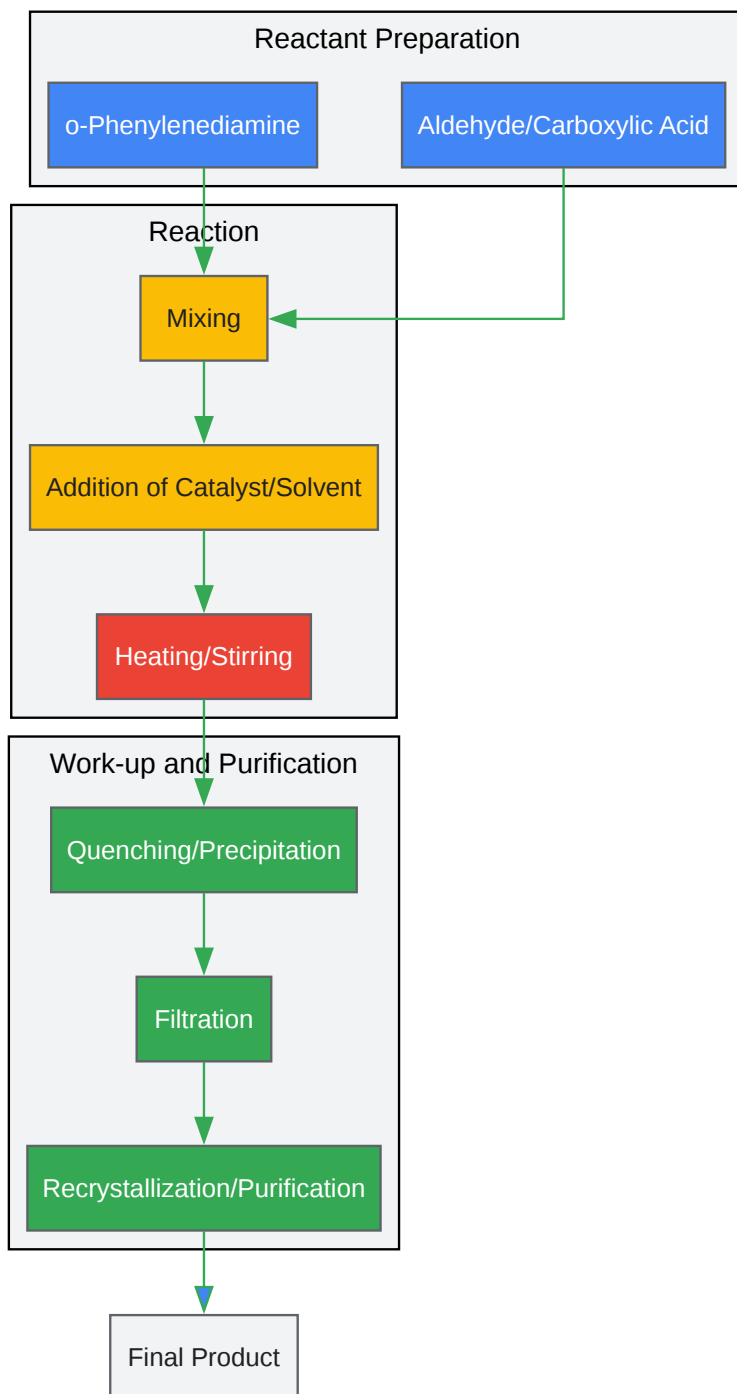 Reactant Preparation
o-Phenylenediamine
Aldehyde/Carboxylic Acid
Reaction
Mixing
Addition of Catalyst/Solvent
Heating/Stirring
Work-up and Purification
Quenching/Precipitation
Filtration
Recrystallization/Purification
Final Product